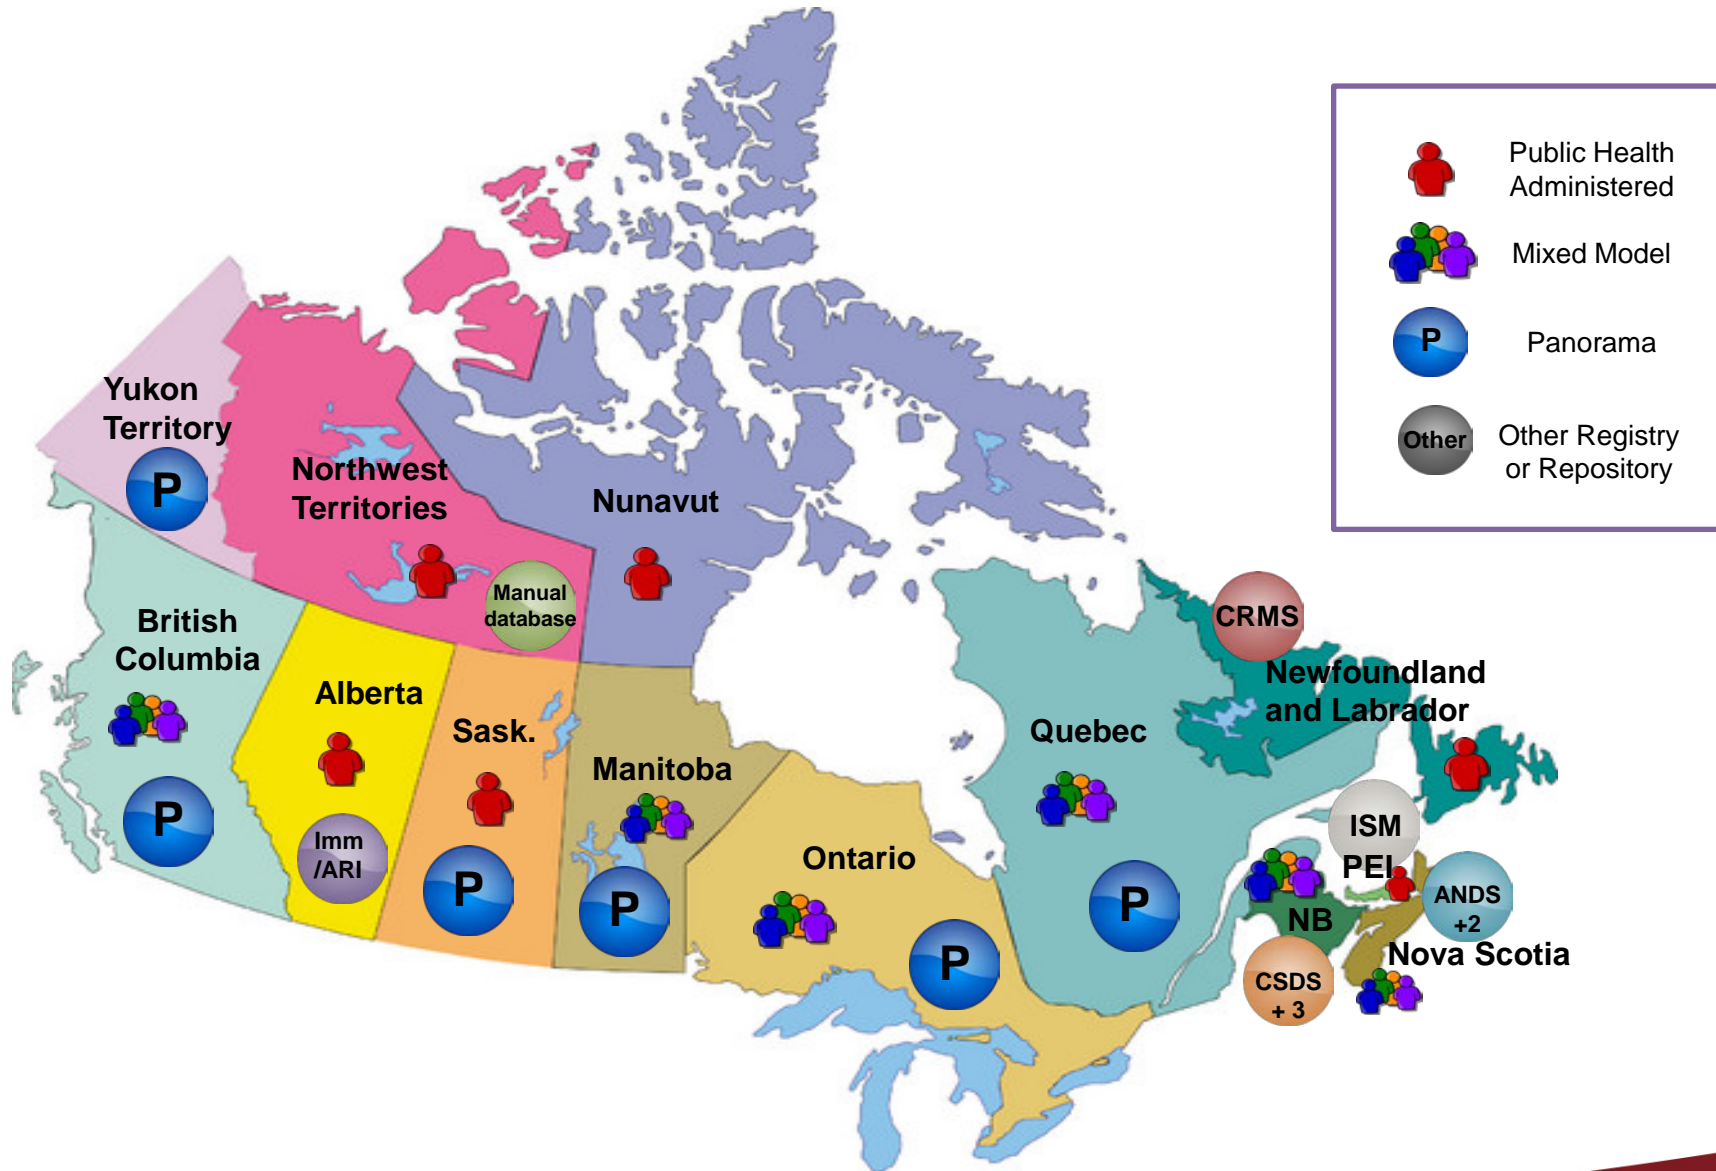 Public Health
Administered
Mixed Model
P
Panorama
Other
Other Registry
or Repository
Yukon
Territory
P
Northwest
Territories
Manual
database
Nunavut
British
Columbia
P
Alberta
Imm
/ARI
Sask.
P
Manitoba
P
Ontario
P
Quebec
P
CRMS
Newfoundland
and Labrador
ISM
PEI
ANDS
+2
NB
Nova Scotia
CSDS
+ 3